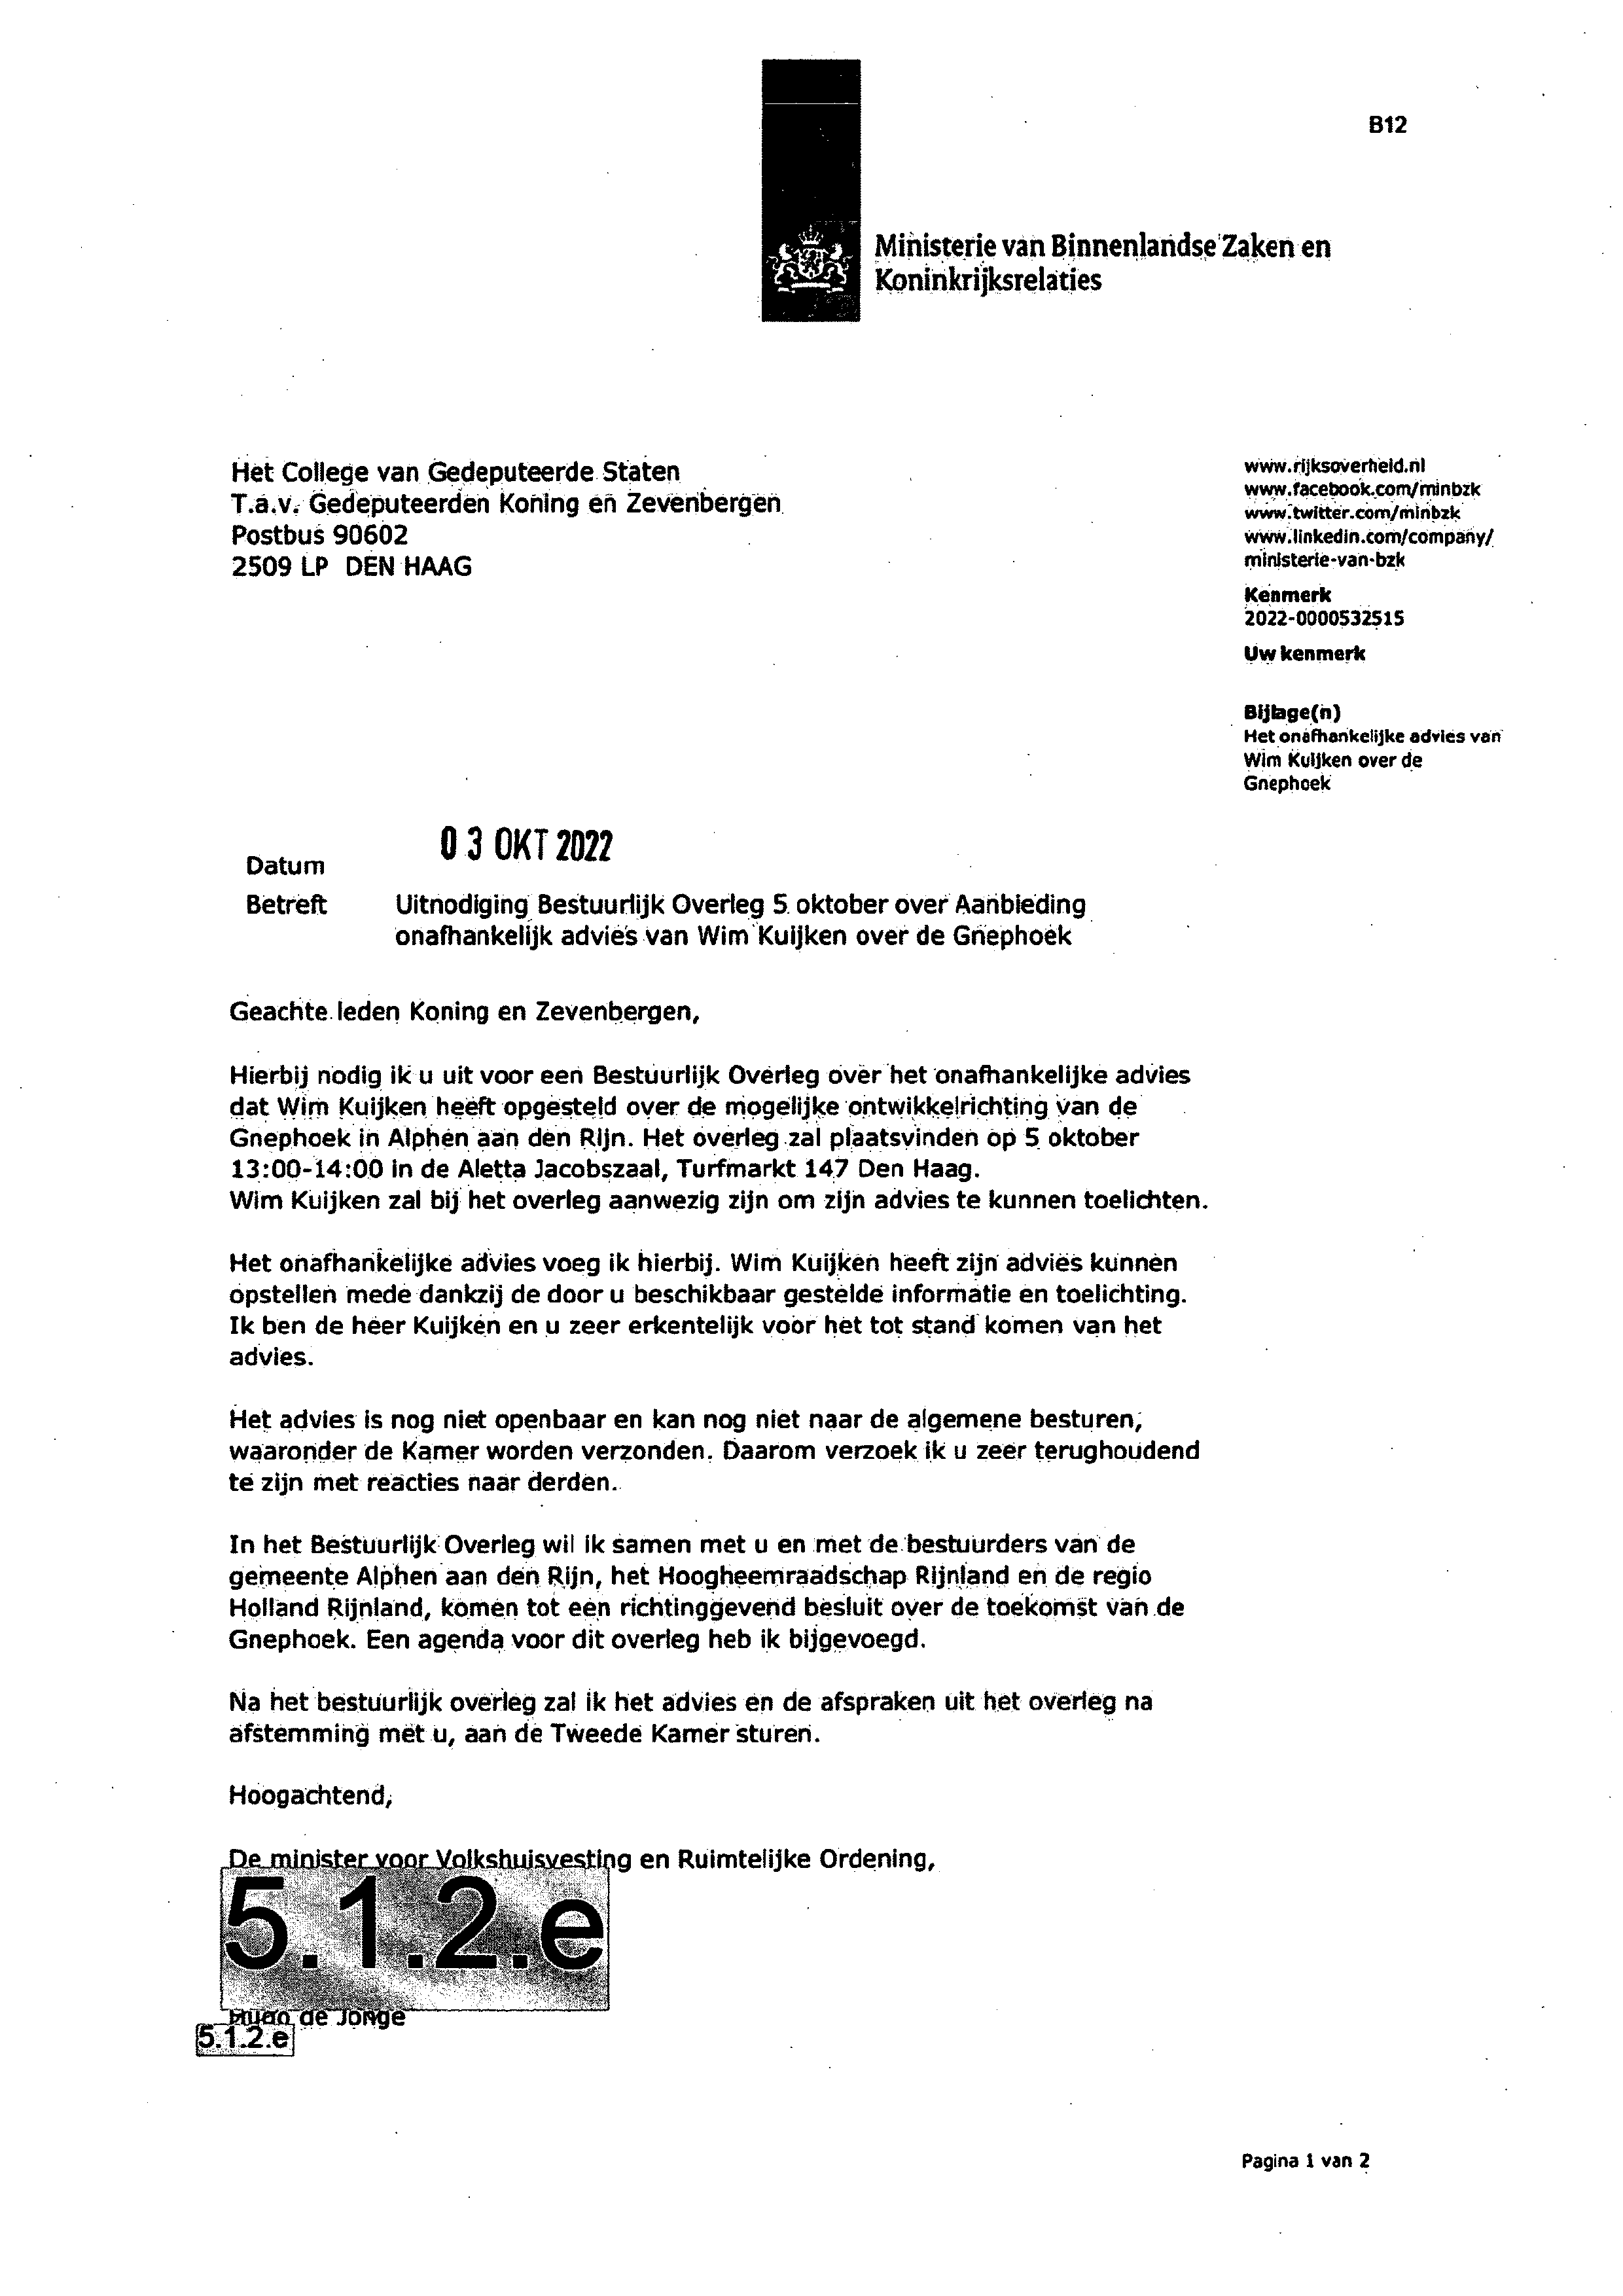 B12
Ministerie van Binnenlandse Zaken en
Koninkrijksrelaties
Het College van Gedeputeerde Staten
T.a.v. Gedeputeerden Koning en Zevenbergen
Postbus 90602
2509 LP DEN HAAG
www.rijksoverheid.nl
www.facebook.com/minbzk
www.twitter.com/minbzk
www.linkedin.com/company/
ministerie-van-bzk
Kenmerk
2022-0000532515
Uw kenmerk
Bijlage(n)
Het onafhankelijke advies van
Wim Kuijken over de
Gnephoek
Datum 03 OKT 2022
Betreft Uitnodiging Bestuurlijk Overleg 5 oktober over Aanbieding
onafhankelijk advies van Wim Kuijken over de Gnephoek
Geachte leden Koning en Zevenbergen,
Hierbij nodig ik u uit voor een Bestuurlijk Overleg over het onafhankelijke advies
dat Wim Kuijken heeft opgesteld over de mogelijke ontwikkelrichting van de
Gnephoek in Alphen aan den Rijn. Het overleg zal plaatsvinden op 5 oktober
13:00-14:00 in de Aletta Jacobszaal, Turfmarkt 147 Den Haag.
Wim Kuijken zal bij het overleg aanwezig zijn om zijn advies te kunnen toelichten.
Het onafhankelijke advies voeg ik hierbij. Wim Kuijken heeft zijn advies kunnen
opstellen mede dankzij de door u beschikbaar gestelde informatie en toelichting.
Ik ben de heer Kuijken en u zeer erkentelijk voor het tot stand komen van het
advies.
Het advies is nog niet openbaar en kan nog niet naar de algemene besturen,
waaronder de Kamer worden verzonden. Daarom verzoek ik u zeer terughoudend
te zijn met reacties naar derden.
In het Bestuurlijk Overleg wil ik samen met u en met de bestuurders van de
gemeente Alphen aan den Rijn, het Hoogheemraadschap Rijnland en de regio
Holland Rijnland, komen tot een richtinggevend besluit over de toekomst van de
Gnephoek. Een agenda voor dit overleg heb ik bijgevoegd.
Na het bestuurlijk overleg zal ik het advies en de afspraken uit het overleg na
afstemming met u, aan de Tweede Kamer sturen.
Hoogachtend,
De minister voor Volkshuisvesting en Ruimtelijke Ordening,
5.1.2.e
Hugo de Jonge
5.1.2.e
Pagina 1 van 2